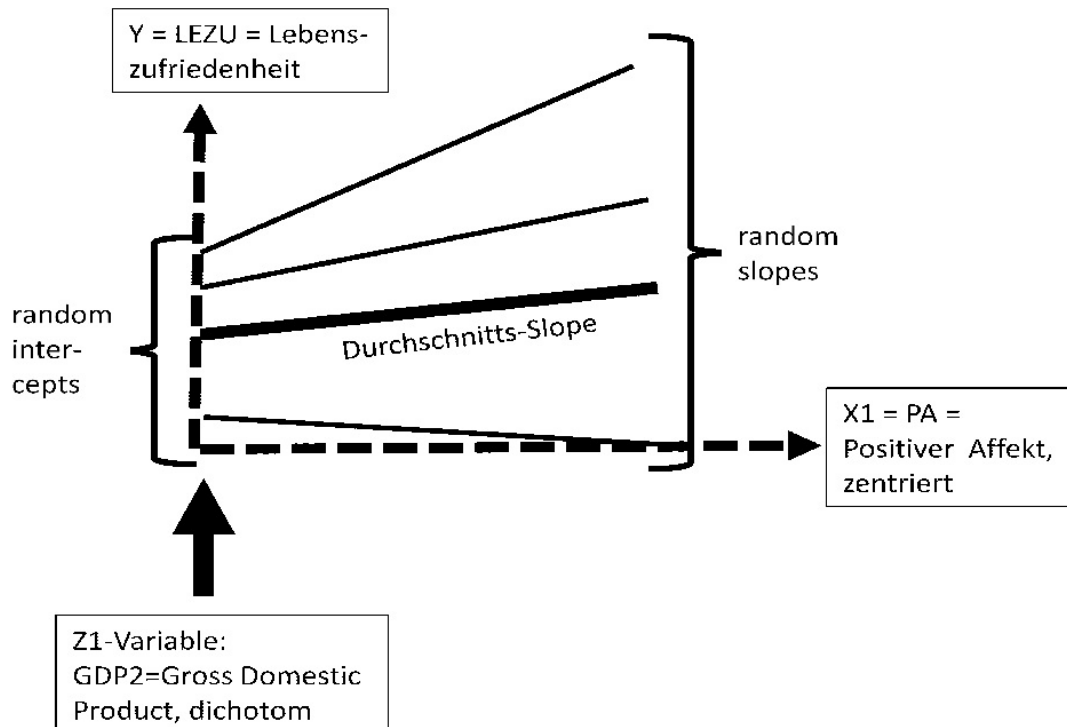 Y = LEZU = Lebens-
zufriedenheit
random
inter-
cepts
random
slopes
Durchschnitts-Slope
X1 = PA =
Positiver Affekt,
zentriert
Z1-Variable:
GDP2=Gross Domestic
Product, dichotom